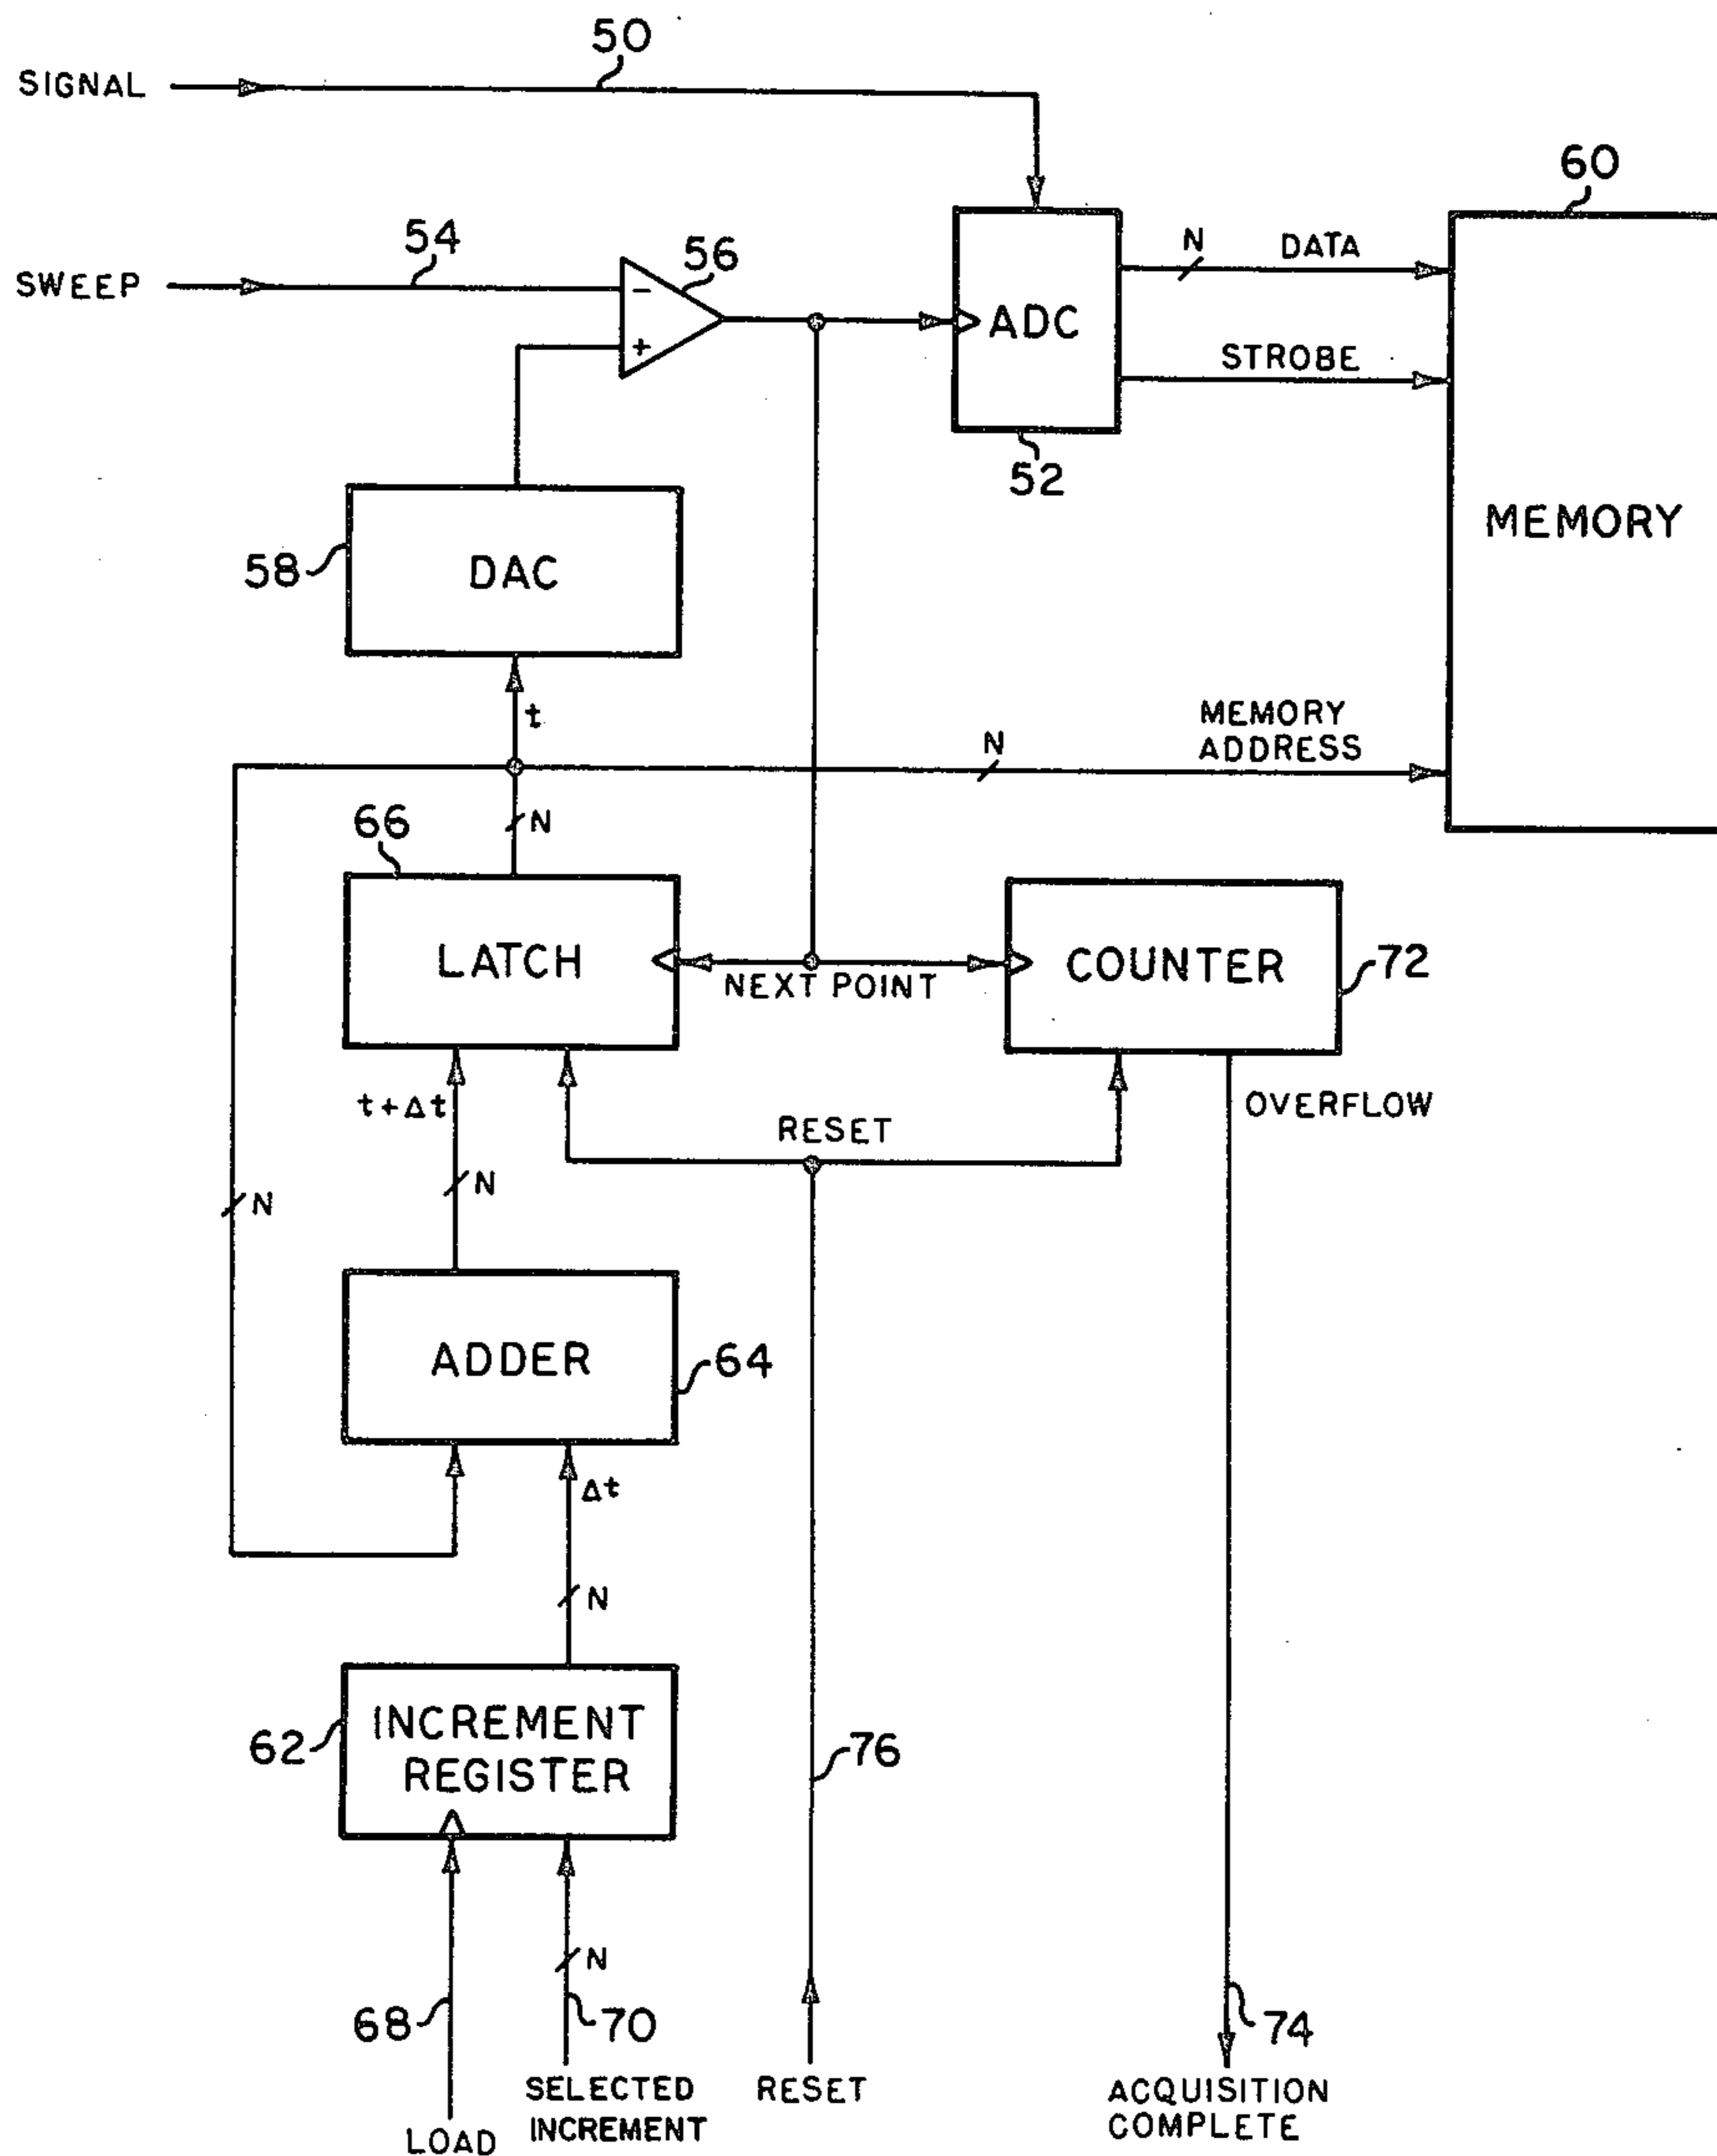 50
SIGNAL
60
54
56
SWEEP
−
+
N
DATA
ADC
STROBE
52
MEMORY
58
DAC
t
N
MEMORY
ADDRESS
66
N
LATCH
NEXT POINT
COUNTER
72
t+Δt
RESET
OVERFLOW
N
N
ADDER
64
Δt
N
62
INCREMENT
REGISTER
76
N
68
70
74
SELECTED
INCREMENT
RESET
ACQUISITION
COMPLETE
LOAD